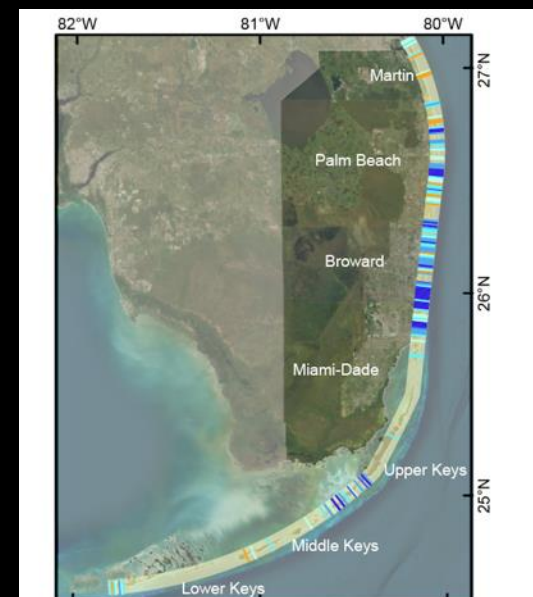 82°W 81°W 80°W
27°N
Martin
Palm Beach
Broward
26°N
Miami-Dade
Upper Keys
25°N
Middle Keys
Lower Keys